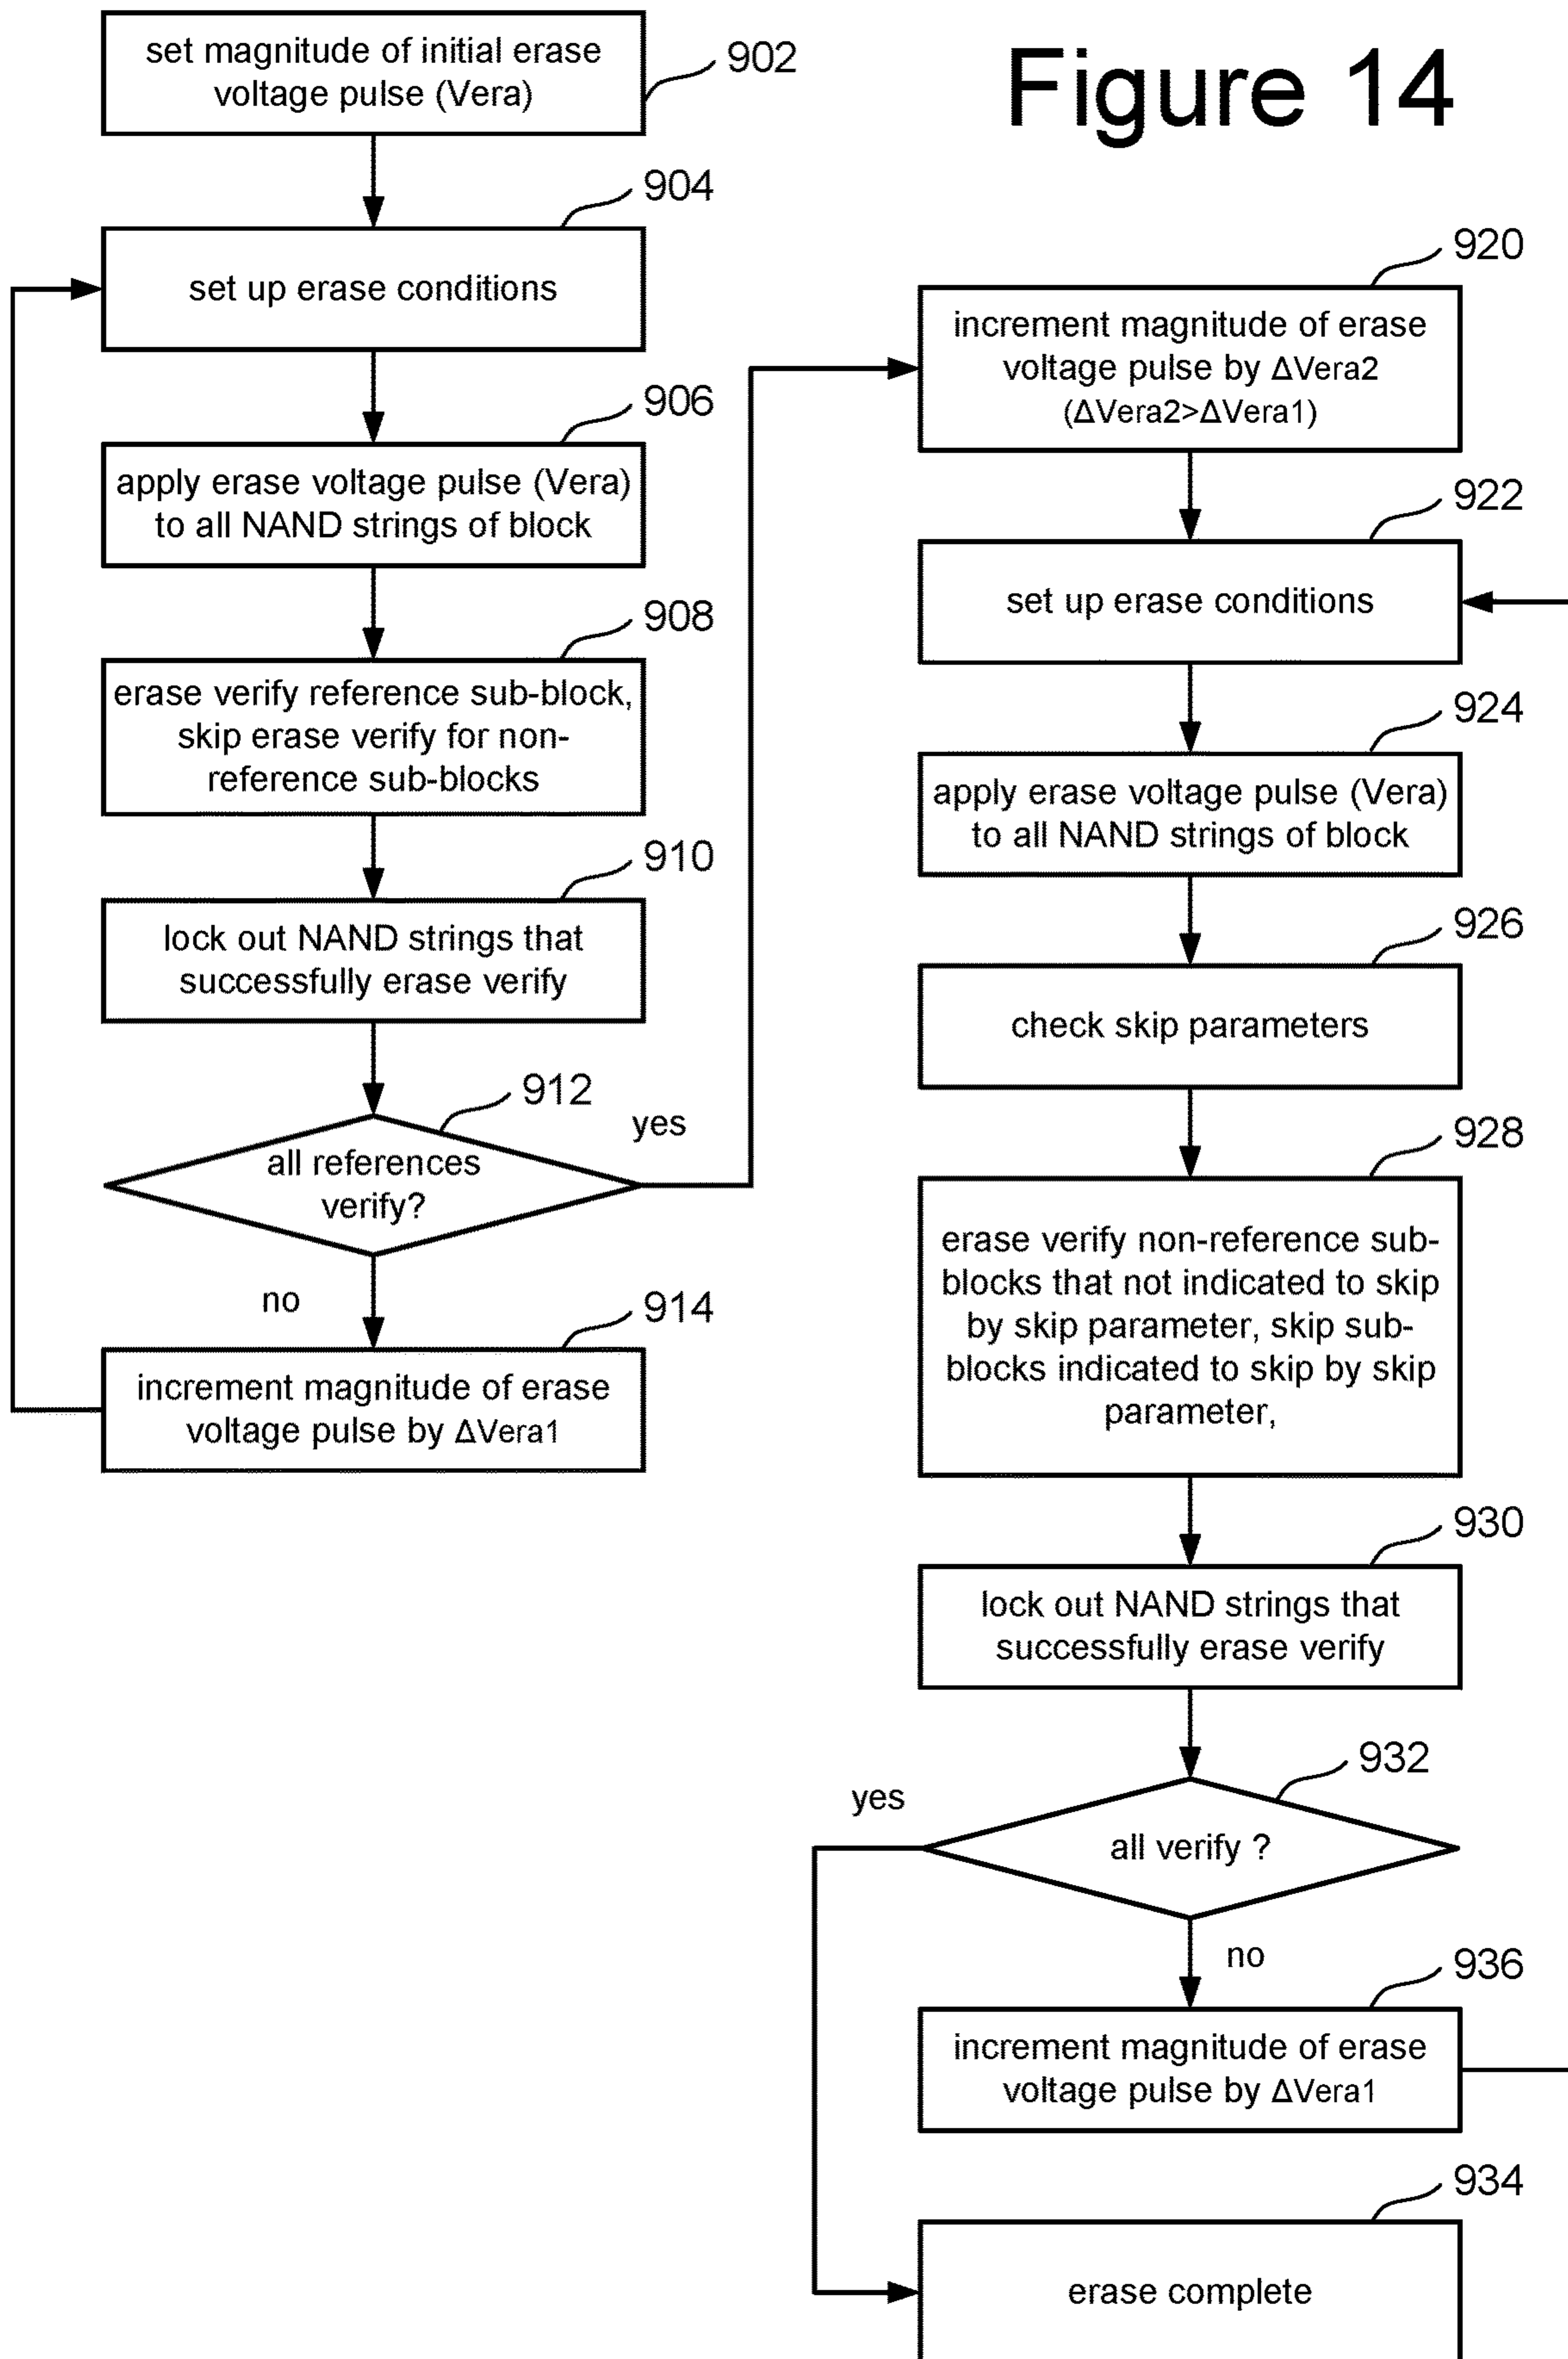 Figure 14
set magnitude of initial erase
voltage pulse (Vera)
902
904
set up erase conditions
906
apply erase voltage pulse (Vera)
to all NAND strings of block
908
erase verify reference sub-block,
skip erase verify for non-
reference sub-blocks
910
lock out NAND strings that
successfully erase verify
912
all references
verify?
yes
no
914
increment magnitude of erase
voltage pulse by ΔVera1
920
increment magnitude of erase
voltage pulse by ΔVera2
(ΔVera2>ΔVera1)
922
set up erase conditions
924
apply erase voltage pulse (Vera)
to all NAND strings of block
926
check skip parameters
928
erase verify non-reference sub-
blocks that not indicated to skip
by skip parameter, skip sub-
blocks indicated to skip by skip
parameter,
930
lock out NAND strings that
successfully erase verify
932
yes
all verify ?
no
936
increment magnitude of erase
voltage pulse by ΔVera1
934
erase complete